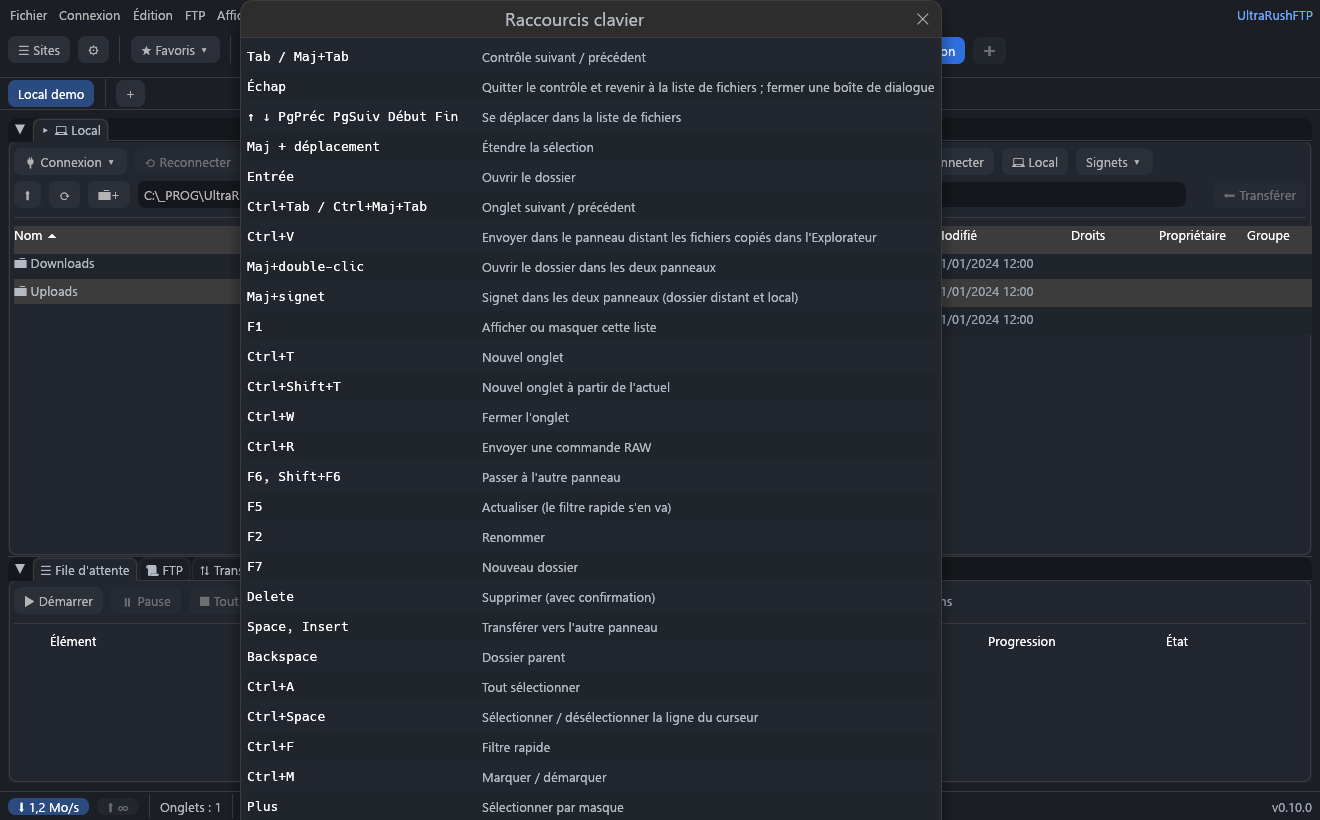 Fichier Connexion Édition FTP
UltraRushFTP
Raccourcis clavier
Sites
Favoris
Local demo
+
Local
Connexion
Reconnecter
Local
Signets
C:\_PROG\UltraR
Transférer
Nom
Droits Propriétaire Groupe
Downloads
Uploads
Tab / Maj+Tab Contrôle suivant / précédent
Échap Quitter le contrôle et revenir à la liste de fichiers ; fermer une boîte de dialogue
↑ ↓ PgPréc PgSuiv Début Fin Se déplacer dans la liste de fichiers
Maj + déplacement Étendre la sélection
Entrée Ouvrir le dossier
Ctrl+Tab / Ctrl+Maj+Tab Onglet suivant / précédent
Ctrl+V Envoyer dans le panneau distant les fichiers copiés dans l'Explorateur
Maj+double-clic Ouvrir le dossier dans les deux panneaux
Maj+signet Signet dans les deux panneaux (dossier distant et local)
F1 Afficher ou masquer cette liste
Ctrl+T Nouvel onglet
Ctrl+Shift+T Nouvel onglet à partir de l'actuel
Ctrl+W Fermer l'onglet
Ctrl+R Envoyer une commande RAW
F6, Shift+F6 Passer à l'autre panneau
F5 Actualiser (le filtre rapide s'en va)
F2 Renommer
F7 Nouveau dossier
Delete Supprimer (avec confirmation)
Space, Insert Transférer vers l'autre panneau
Backspace Dossier parent
Ctrl+A Tout sélectionner
Ctrl+Space Sélectionner / désélectionner la ligne du curseur
Ctrl+F Filtre rapide
Ctrl+M Marquer / démarquer
Plus Sélectionner par masque
1/01/2024 12:00
1/01/2024 12:00
1/01/2024 12:00
File d'attente FTP
Démarrer Pause Tout
Élément
Progression État
1,2 Mo/s ∞ Onglets : 1
v0.10.0